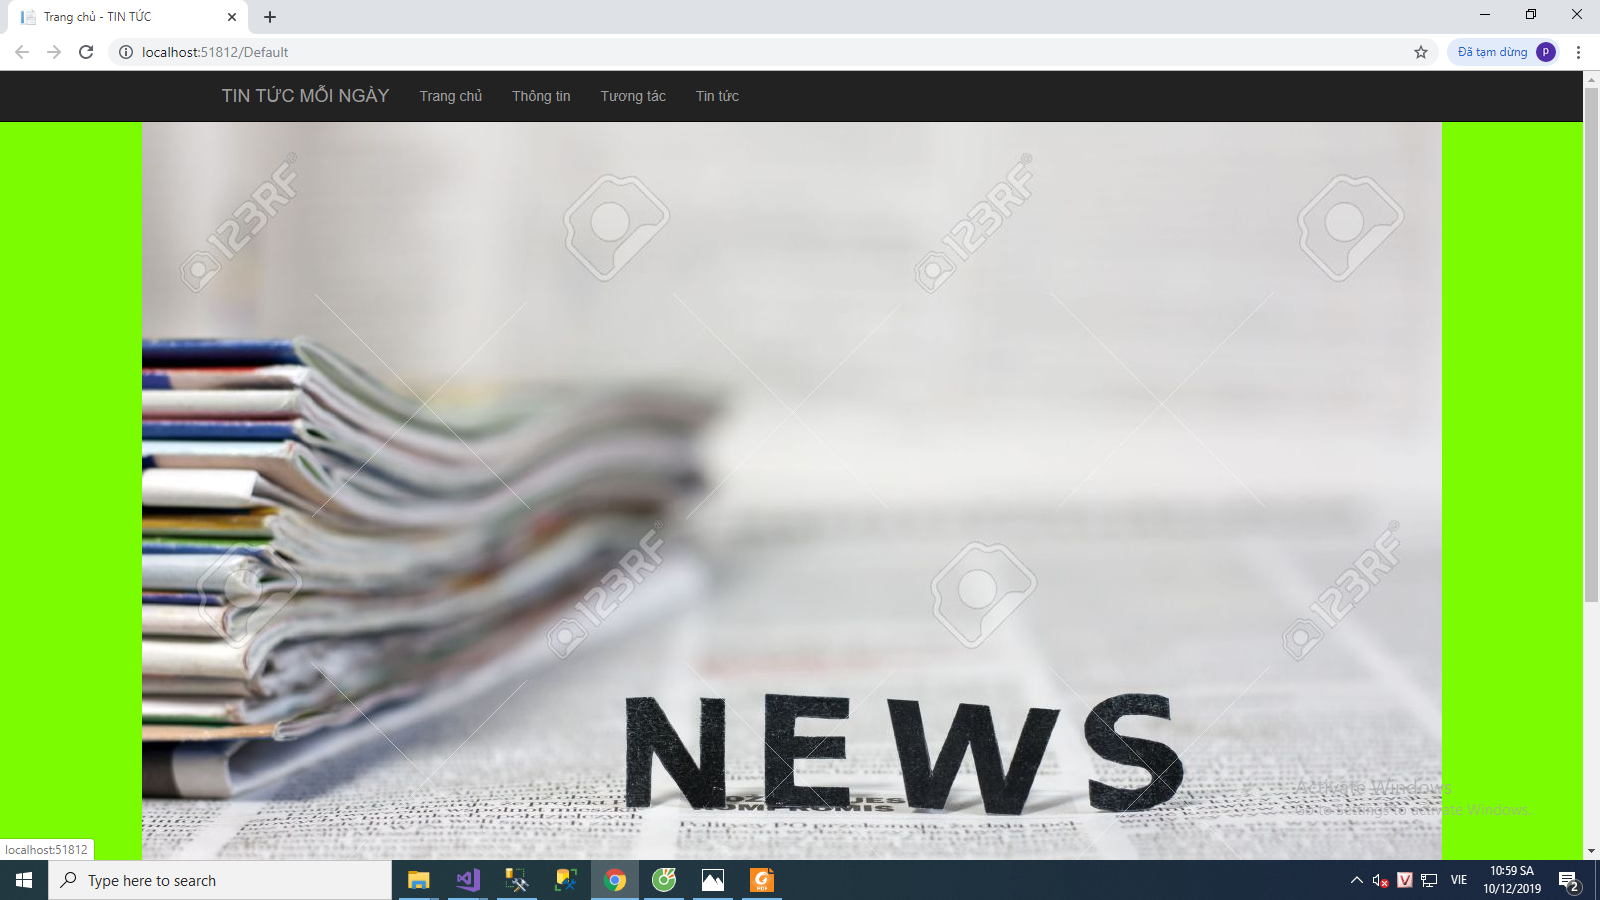 Trang chủ - TIN TỨC
localhost:51812/Default
Đã tạm dừng
p
TIN TỨC MỖI NGÀY
Trang chủ
Thông tin
Tương tác
Tin tức
123RF
123RF
123RF
123RF
NEWS
Activate Windows
Go to Settings to activate Windows.
localhost:51812
Type here to search
VIE
10:59 SA
10/12/2019
2